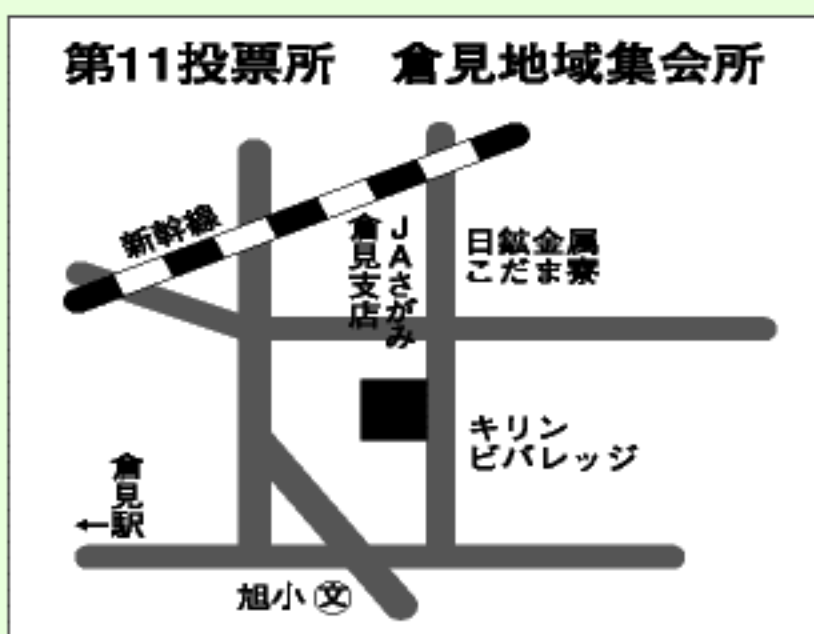 第11投票所　倉見地域集会所
新幹線
JAさがみ
倉見支店
日鉱金属
こだま寮
キリン
ビバレッジ
倉見駅
←
旭小 文